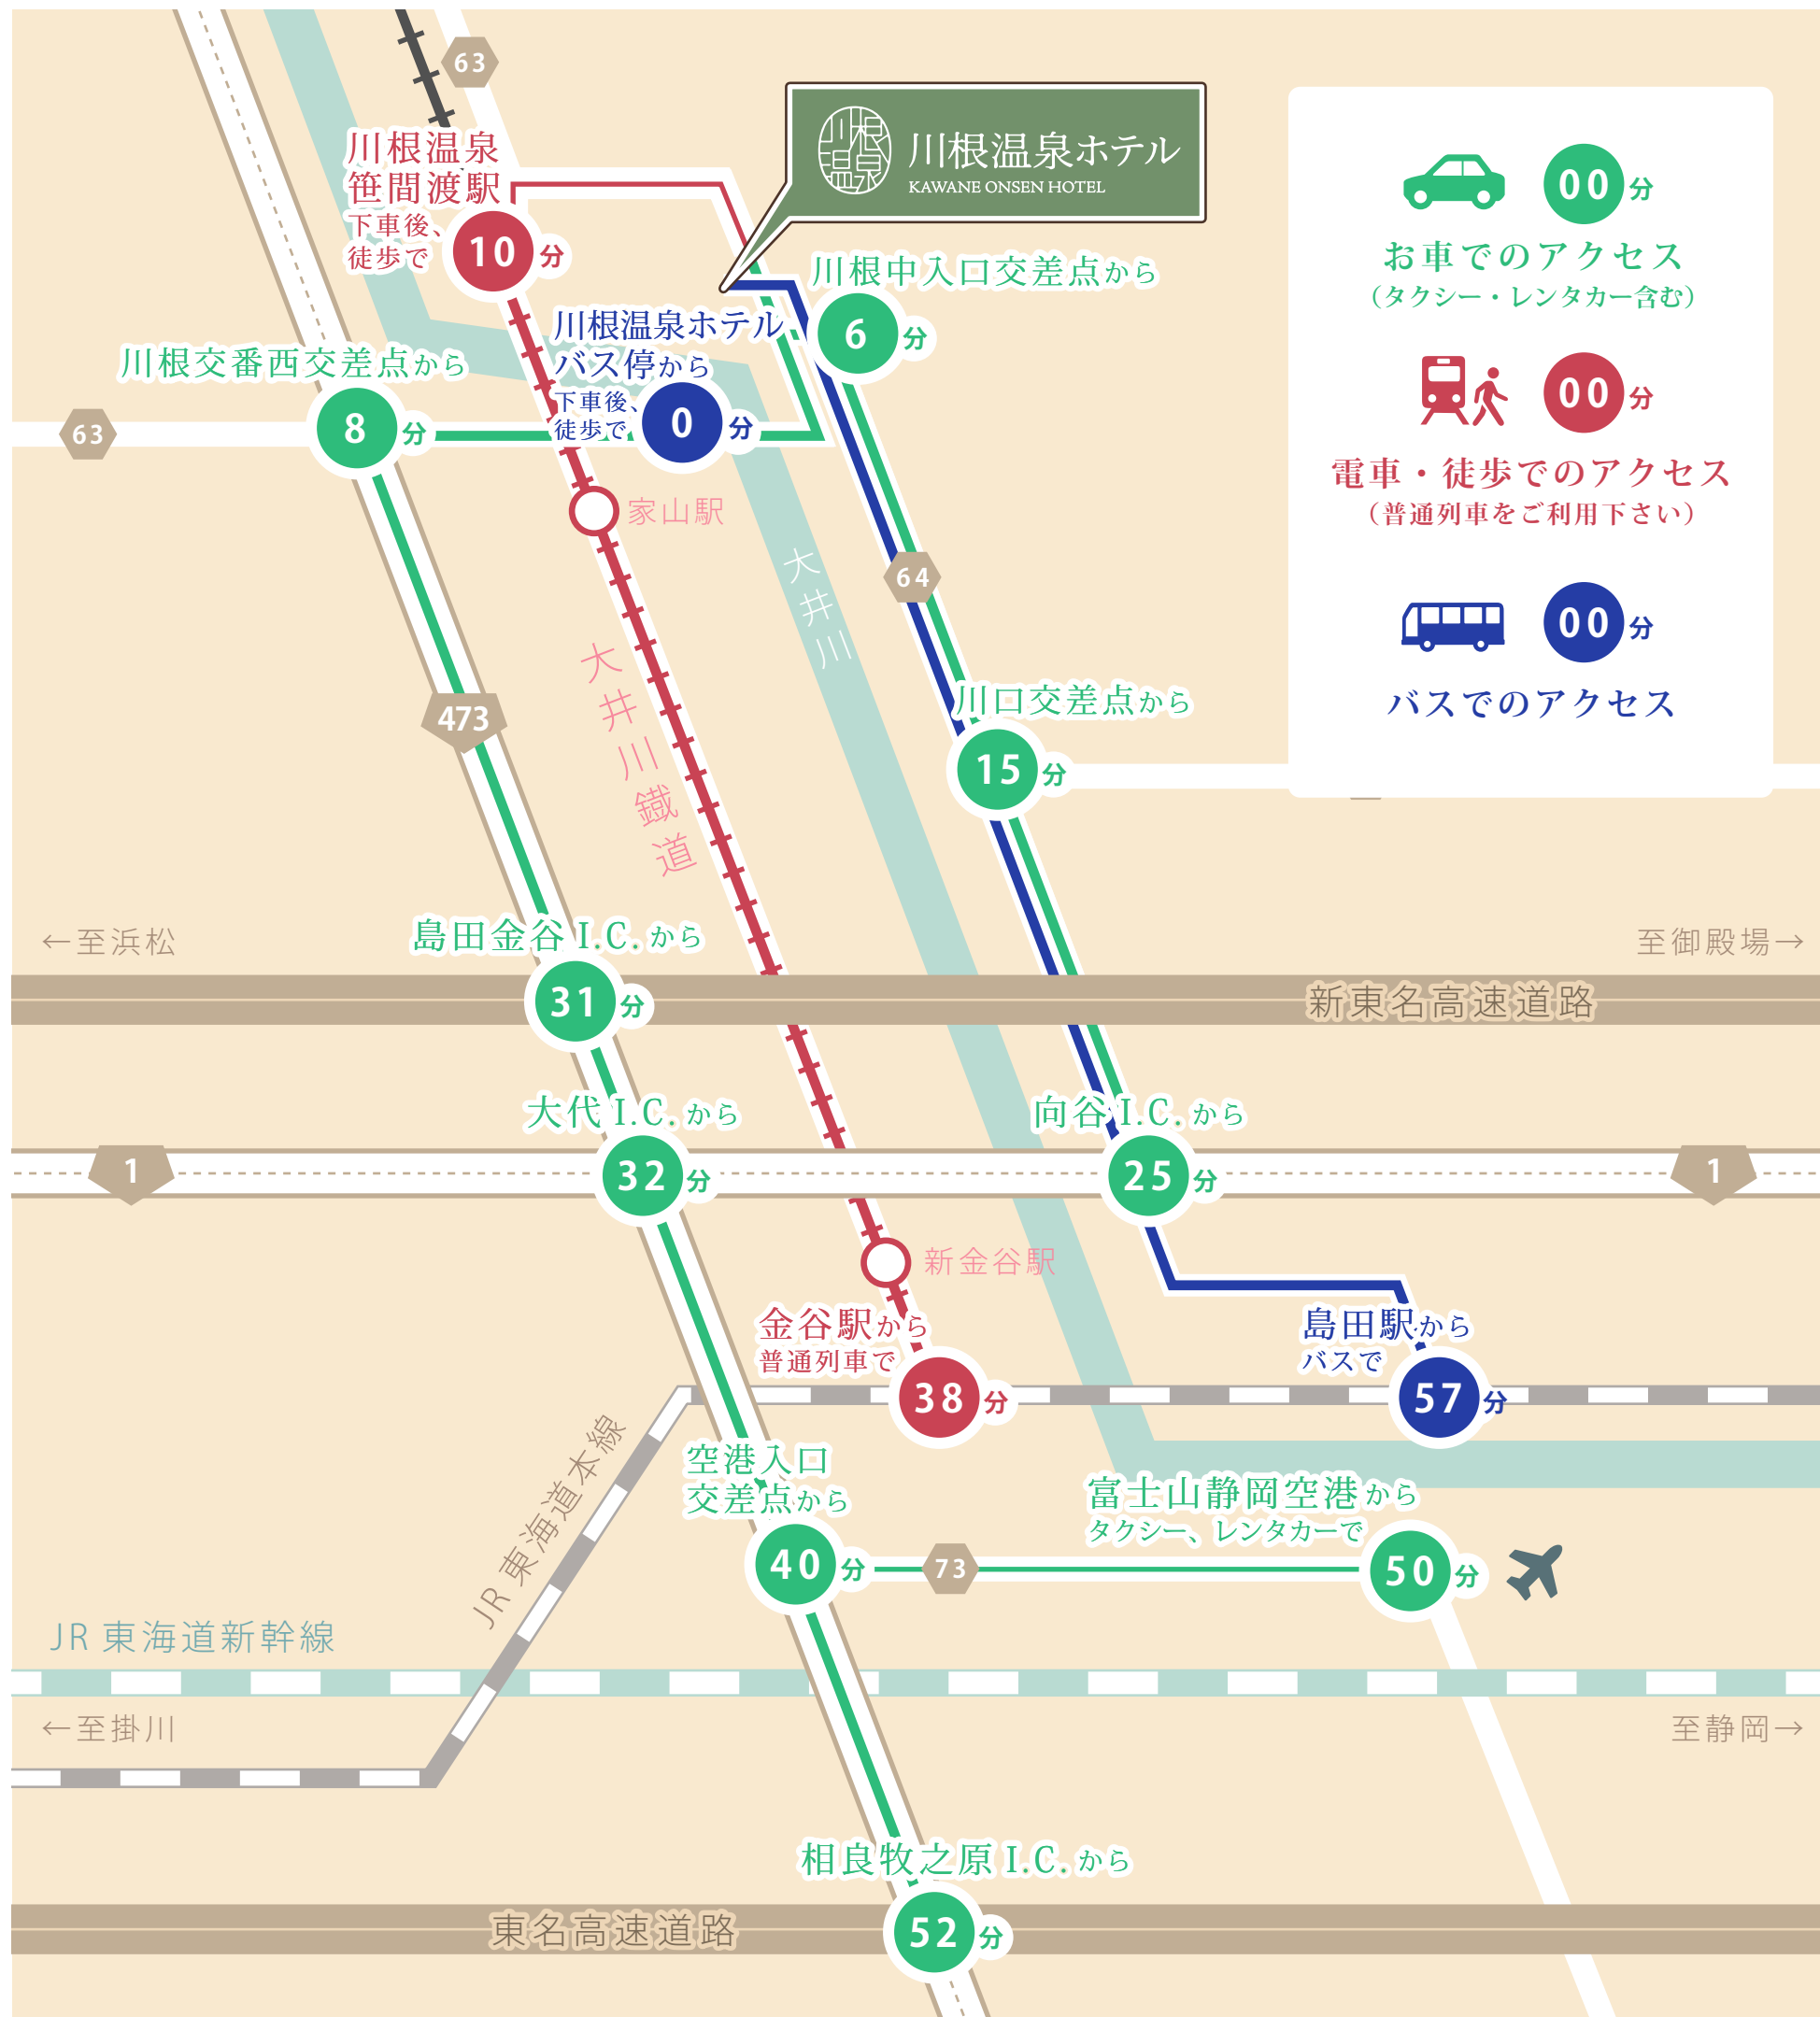 63
川根温泉
笹間渡駅
下車後、
徒歩で
10分
川根温泉ホテル
KAWANE ONSEN HOTEL
00分
お車でのアクセス
(タクシー・レンタカー含む)
00分
電車・徒歩でのアクセス
(普通列車をご利用下さい)
00分
バスでのアクセス
川根中入口交差点から
6分
川根温泉ホテル
バス停から
下車後、
徒歩で
0分
川根交番西交差点から
8分
63
家山駅
大井川
64
大井川鐵道
473
川口交差点から
15分
島田金谷 I.C. から
31分
←至浜松
至御殿場→
新東名高速道路
大代 I.C. から
32分
向谷 I.C. から
25分
1
1
新金谷駅
金谷駅から
普通列車で
38分
島田駅から
バスで
57分
JR 東海道本線
空港入口
交差点から
40分
73
富士山静岡空港から
タクシー、レンタカーで
50分
JR 東海道新幹線
←至掛川
至静岡→
相良牧之原 I.C. から
52分
東名高速道路